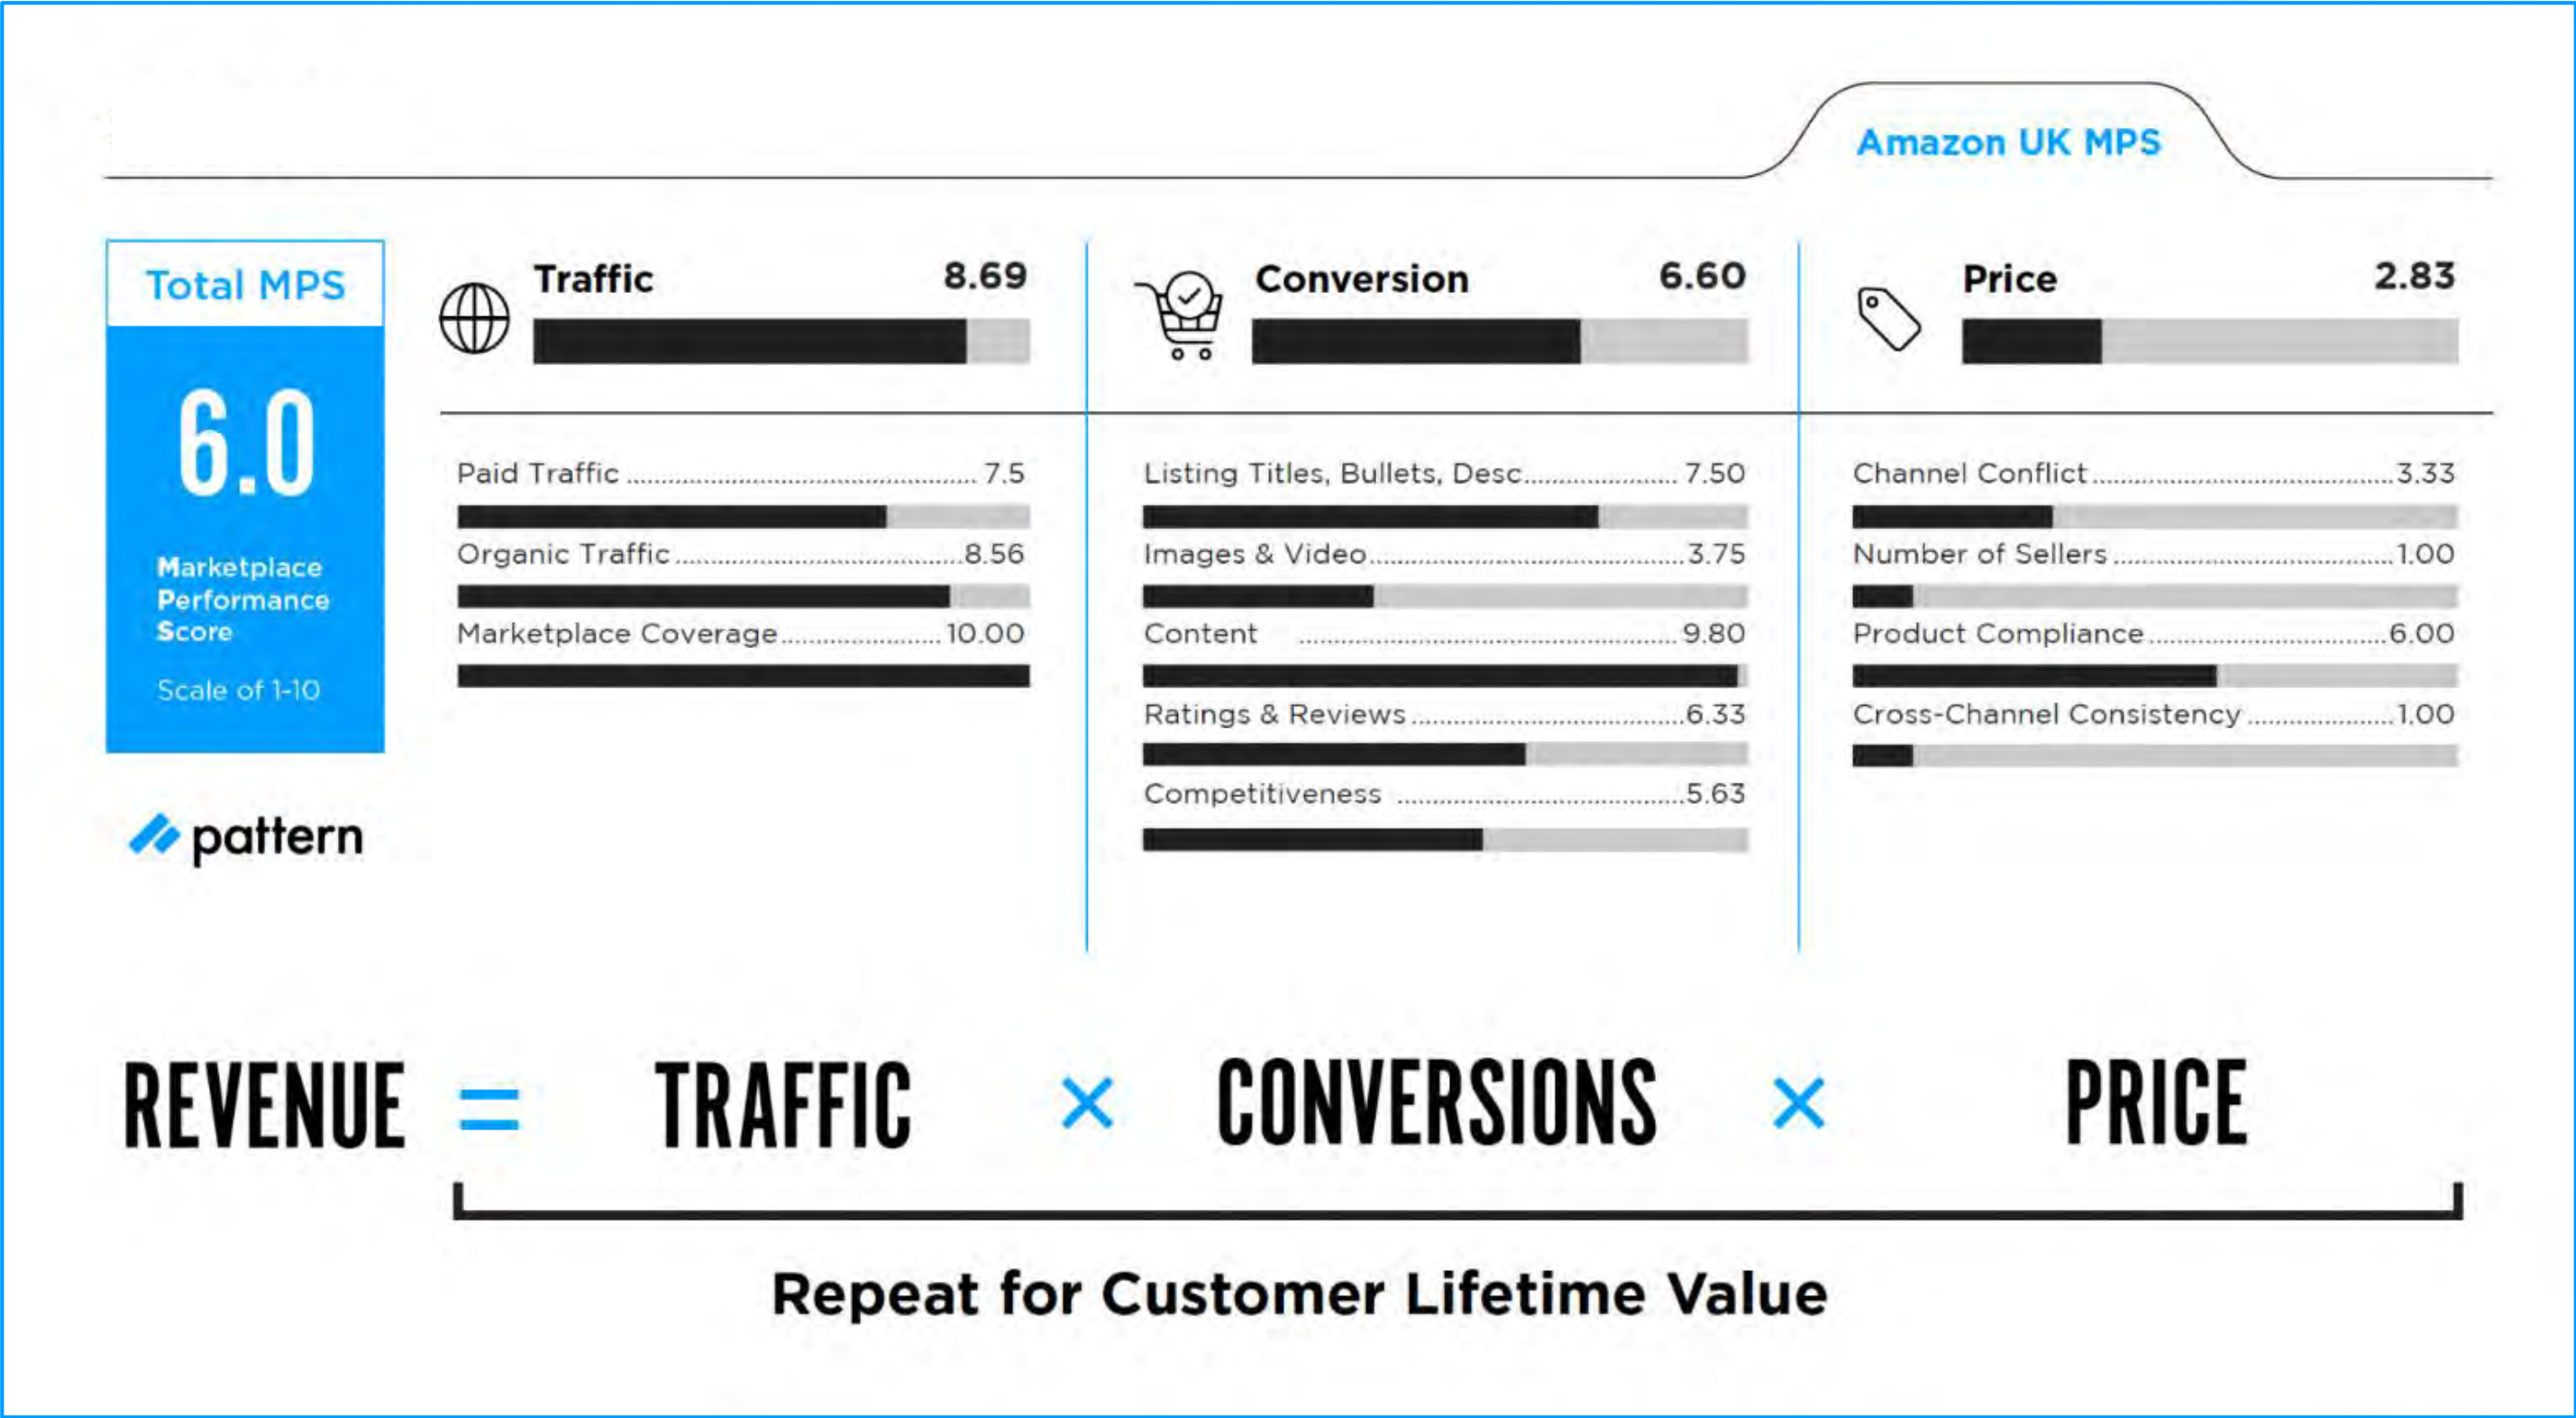 Amazon UK MPS
Total MPS
6.0
Marketplace
Performance
Score
Scale of 1-10
pattern
Traffic 8.69
Paid Traffic 7.5
Organic Traffic 8.56
Marketplace Coverage 10.00
Conversion 6.60
Listing Titles, Bullets, Desc. 7.50
Images & Video 3.75
Content 9.80
Ratings & Reviews 6.33
Competitiveness 5.63
Price 2.83
Channel Conflict 3.33
Number of Sellers 1.00
Product Compliance 6.00
Cross-Channel Consistency 1.00
REVENUE = TRAFFIC × CONVERSIONS × PRICE
Repeat for Customer Lifetime Value